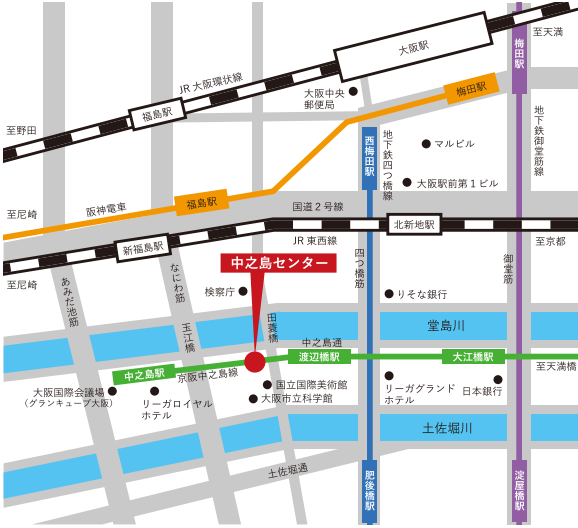 大阪駅
梅田駅
至天満
JR大阪環状線
大阪中央
郵便局
梅田駅
福島駅
至野田
地下鉄御堂筋線
西梅田駅
地下鉄四つ橋線
マルビル
大阪駅前第1ビル
至尼崎
阪神電車
福島駅
国道2号線
北新地駅
新福島駅
JR東西線
至京都
至尼崎
中之島センター
四つ橋筋
御堂筋
あみだ池筋
なにわ筋
検察庁
りそな銀行
玉江橋
田蓑橋
堂島川
中之島通
渡辺橋駅
大江橋駅
至天満橋
中之島駅
京阪中之島線
大阪国際会議場
(グランキューブ大阪)
リーガロイヤル
ホテル
国立国際美術館
大阪市立科学館
リーガグランド
ホテル
日本銀行
土佐堀川
土佐堀通
肥後橋駅
淀屋橋駅